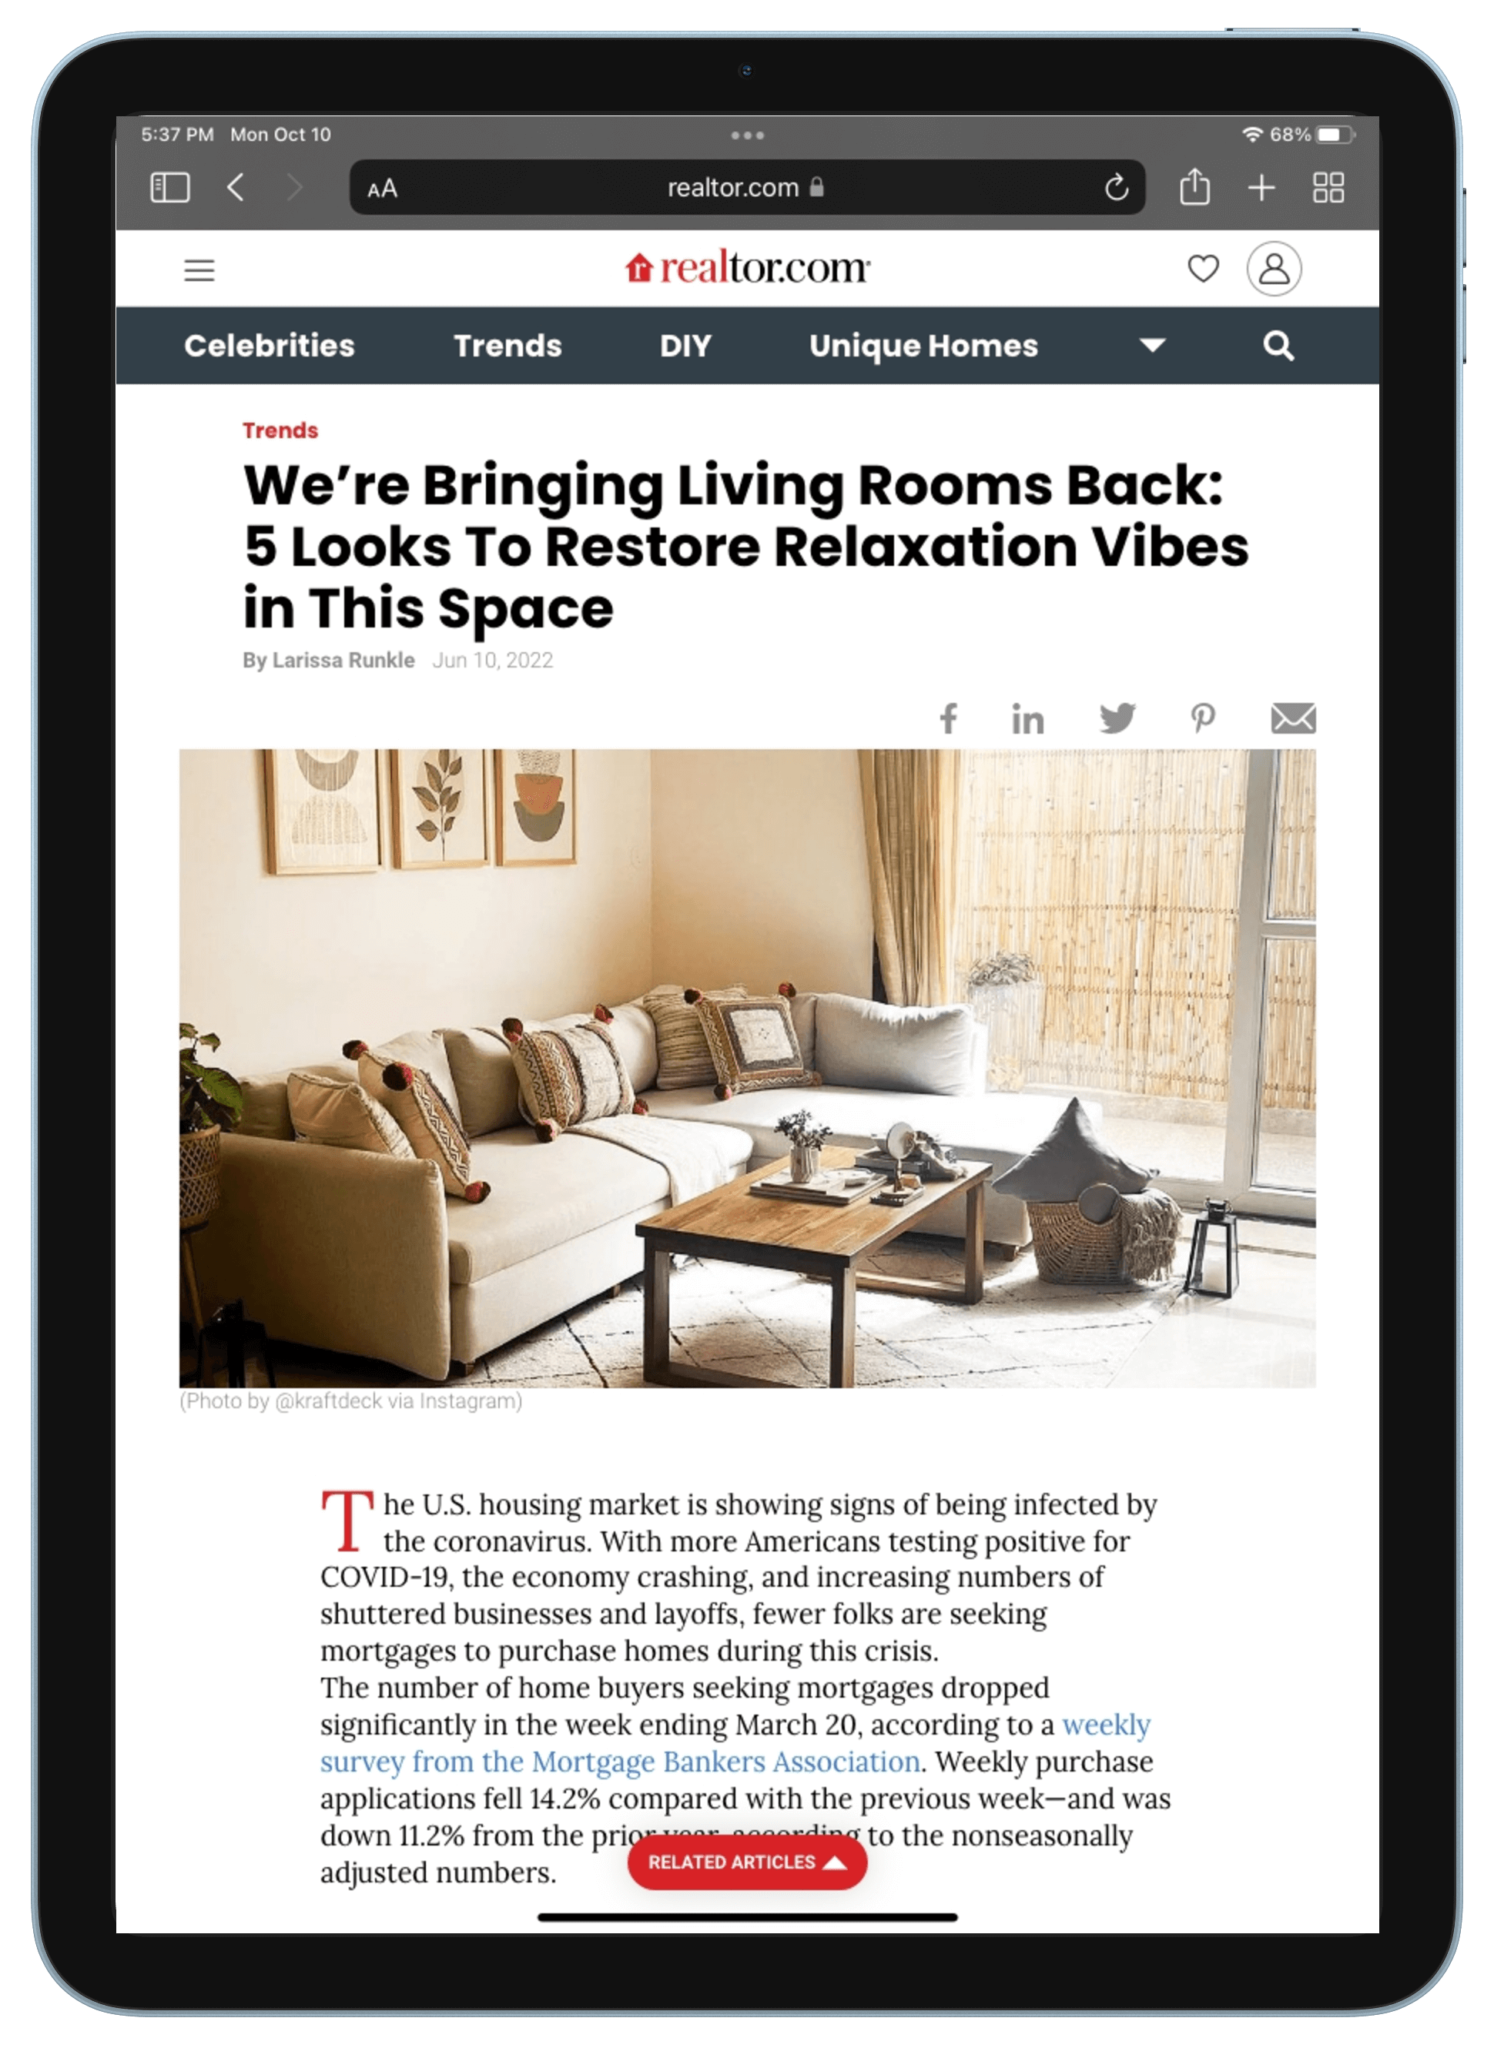 5:37 PM Mon Oct 10
68%
AA
realtor.com
realtor.com
Celebrities Trends DIY Unique Homes
Trends
We’re Bringing Living Rooms Back:
5 Looks To Restore Relaxation Vibes
in This Space
By Larissa Runkle Jun 10, 2022
(Photo by @kraftdeck via Instagram)
The U.S. housing market is showing signs of being infected by
the coronavirus. With more Americans testing positive for
COVID-19, the economy crashing, and increasing numbers of
shuttered businesses and layoffs, fewer folks are seeking
mortgages to purchase homes during this crisis.
The number of home buyers seeking mortgages dropped
significantly in the week ending March 20, according to a weekly
survey from the Mortgage Bankers Association. Weekly purchase
applications fell 14.2% compared with the previous week—and was
down 11.2% from the prior year, according to the nonseasonally
adjusted numbers.
RELATED ARTICLES